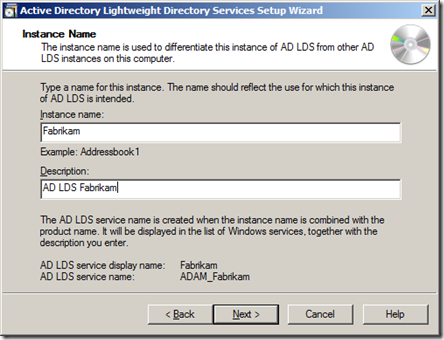 Active Directory Lightweight Directory Services Setup Wizard
Instance Name
The instance name is used to differentiate this instance of AD LDS from other AD
LDS instances on this computer.
Type a name for this instance. The name should reflect the use for which this instance
of AD LDS is intended.
Instance name:
Fabrikam
Example: Addressbook1
Description:
AD LDS Fabrikam
The AD LDS service name is created when the instance name is combined with the
product name. It will be displayed in the list of Windows services, together with the
description you enter.
AD LDS service display name: Fabrikam
AD LDS service name: ADAM_Fabrikam
< Back Next > Cancel Help